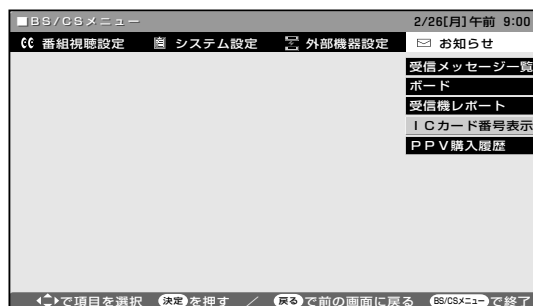 ■BS/CSメニュー 2/26[月]午前 9:00
番組視聴設定 システム設定 外部機器設定 お知らせ
受信メッセージ一覧
ボード
受信機レポート
ICカード番号表示
PPV購入履歴
で項目を選択 決定を押す / 戻るで前の画面に戻る BS/CSメニューで終了